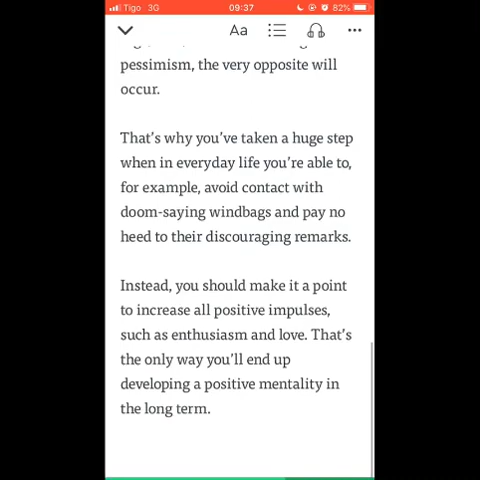 Tigo 3G 09:37 82%
Aa
pessimism, the very opposite will
occur.
That's why you've taken a huge step
when in everyday life you're able to,
for example, avoid contact with
doom-saying windbags and pay no
heed to their discouraging remarks.
Instead, you should make it a point
to increase all positive impulses,
such as enthusiasm and love. That's
the only way you'll end up
developing a positive mentality in
the long term.